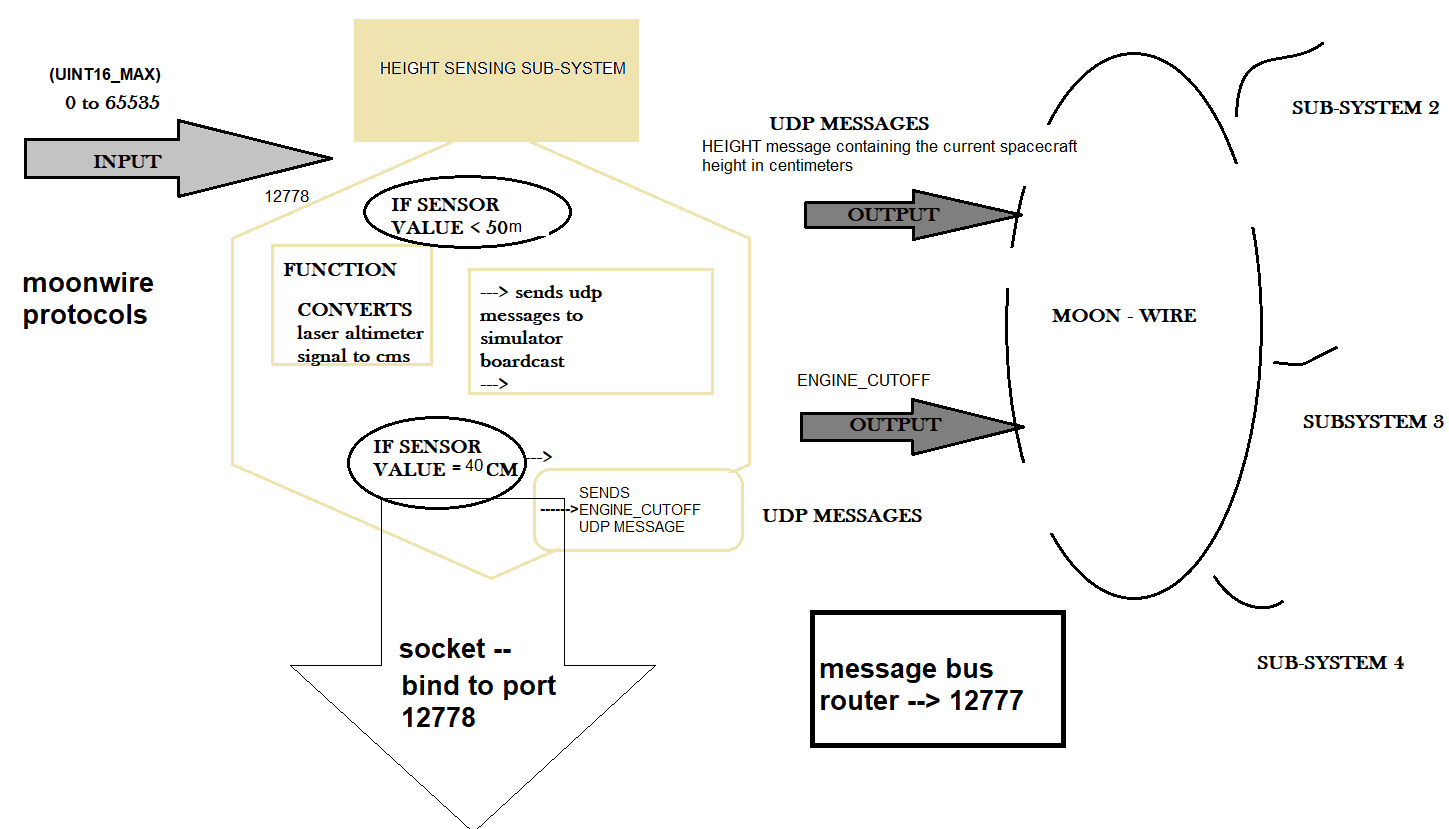 (UINT16_MAX)
0 to 65535
INPUT
12778
moonwire
protocols
HEIGHT SENSING SUB-SYSTEM
IF SENSOR
VALUE < 50m
FUNCTION
CONVERTS
laser altimeter
signal to cms
---> sends udp
messages to
simulator
boardcast
--->
IF SENSOR
VALUE = 40 CM
--->
SENDS
------>ENGINE_CUTOFF
UDP MESSAGE
socket --
bind to port
12778
UDP MESSAGES
HEIGHT message containing the current spacecraft
height in centimeters
OUTPUT
ENGINE_CUTOFF
OUTPUT
UDP MESSAGES
message bus
router --> 12777
MOON - WIRE
SUB-SYSTEM 2
SUBSYSTEM 3
SUB-SYSTEM 4